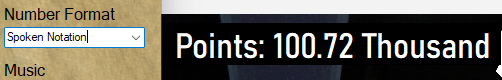 Number Format
Spoken Notation
Music
Points: 100.72 Thousand